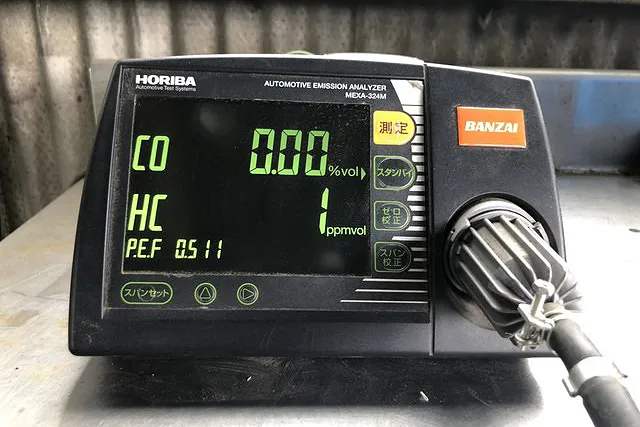 HORIBA
Automotive Test Systems
AUTOMOTIVE EMISSION ANALYZER
MEXA-324M
測定
BANZAI
CO 0.00 %vol
スタンバイ
HC 1 ppmvol
ゼロ
校正
P.E.F 0.511
スパン
校正
スパンセット